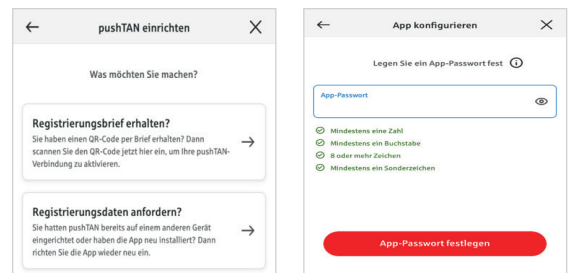 pushTAN einrichten
Was möchten Sie machen?
Registrierungsbrief erhalten?
Sie haben einen QR-Code per Brief erhalten? Dann
scannen Sie den QR-Code jetzt hier ein, um Ihre pushTAN-
Verbindung zu aktivieren.
Registrierungsdaten anfordern?
Sie hatten pushTAN bereits auf einem anderen Gerät
eingerichtet oder haben die App neu installiert? Dann
richten Sie die App wieder neu ein.
App konfigurieren
Legen Sie ein App-Passwort fest
App-Passwort
Mindestens eine Zahl
Mindestens ein Buchstabe
8 oder mehr Zeichen
Mindestens ein Sonderzeichen
App-Passwort festlegen